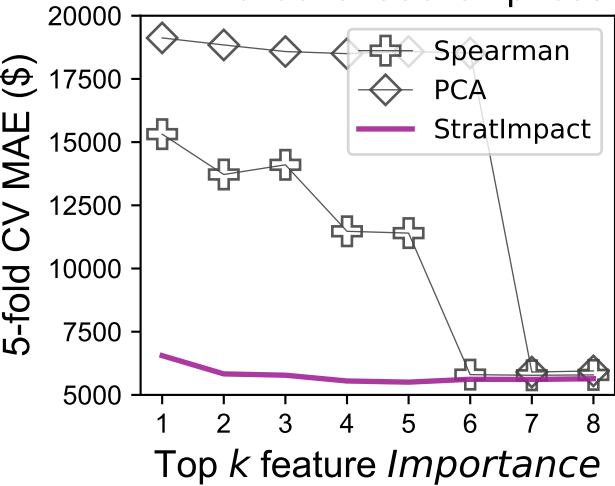 20000
17500
15000
12500
10000
7500
5000
5-fold CV MAE ($)
Spearman
PCA
StratImpact
1 2 3 4 5 6 7 8
Top k feature Importance